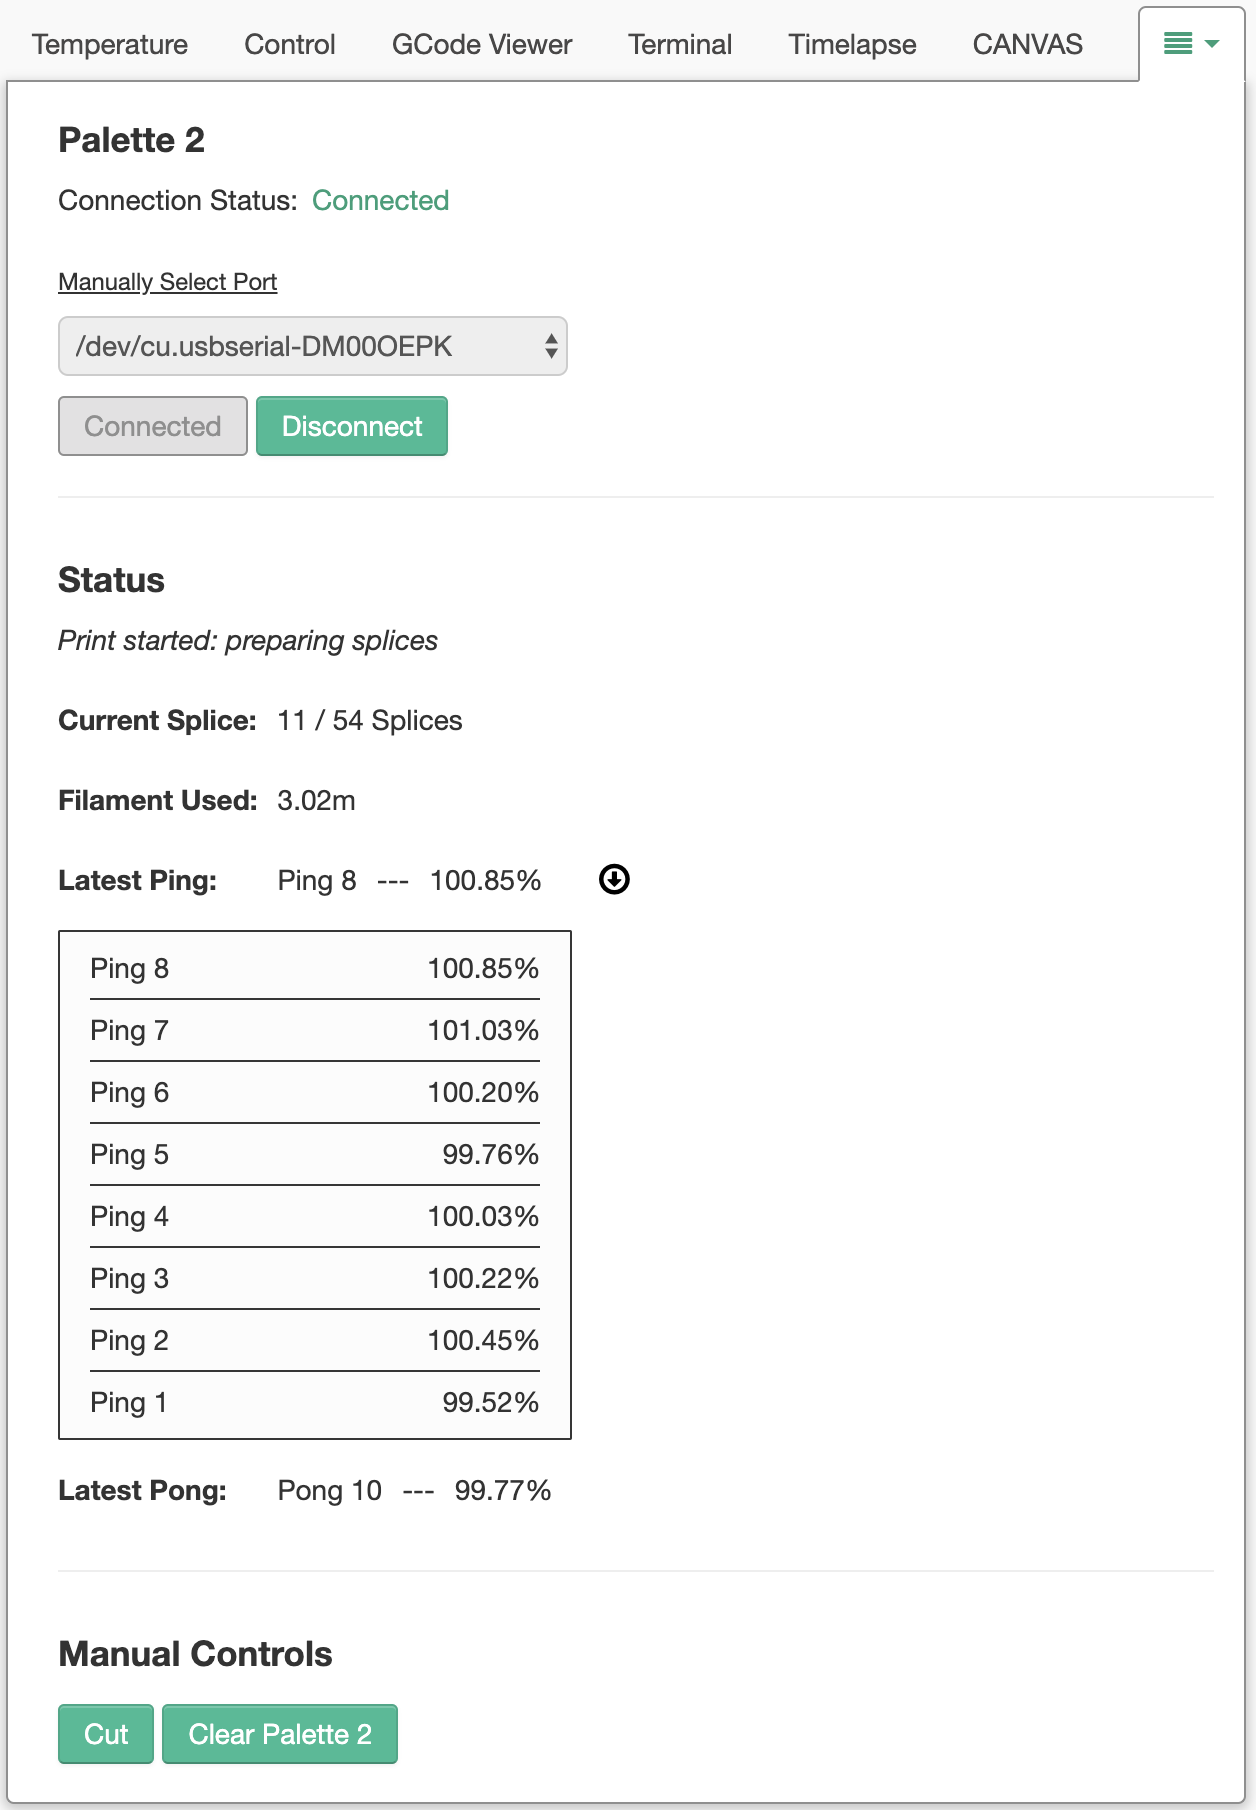 Temperature Control GCode Viewer Terminal Timelapse CANVAS
Palette 2
Connection Status: Connected
Manually Select Port
/dev/cu.usbserial-DM00OEPK
Connected Disconnect
Status
Print started: preparing splices
Current Splice: 11 / 54 Splices
Filament Used: 3.02m
Latest Ping: Ping 8 --- 100.85%
Ping 8 100.85%
Ping 7 101.03%
Ping 6 100.20%
Ping 5 99.76%
Ping 4 100.03%
Ping 3 100.22%
Ping 2 100.45%
Ping 1 99.52%
Latest Pong: Pong 10 --- 99.77%
Manual Controls
Cut Clear Palette 2